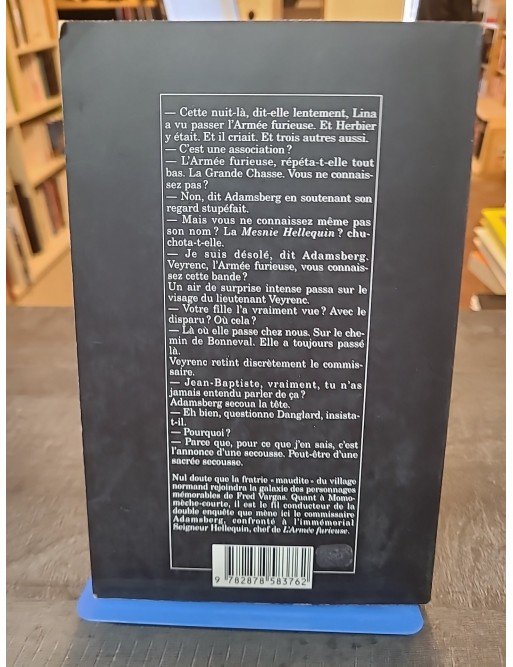 — Cette nuit-là, dit-elle lentement, Lina
a vu passer l'Armée furieuse. Et Herbier
y était. Et il criait. Et trois autres aussi.
— C'est une association ?
— L'Armée furieuse, répéta-t-elle tout
bas. La Grande Chasse. Vous ne connais-
sez pas ?
— Non, dit Adamsberg en soutenant son
regard stupéfait.
— Mais vous ne connaissez même pas
son nom ? La Mesnie Hellequin ? chu-
chota-t-elle.
— Je suis désolé, dit Adamsberg.
Veyrenc, l'Armée furieuse, vous connais-
sez cette bande ?
Un air de surprise intense passa sur le
visage du lieutenant Veyrenc.
— Votre fille l'a vraiment vue ? Avec le
disparu ? Où cela ?
— Là où elle passe chez nous. Sur le che-
min de Bonneval. Elle a toujours passé
là.
Veyrenc retint discrètement le commis-
saire.
— Jean-Baptiste, vraiment, tu n'as
jamais entendu parler de ça ?
Adamsberg secoua la tête.
— Eh bien, questionne Danglard, insista-
t-il.
— Pourquoi ?
— Parce que, pour ce que j'en sais, c'est
l'annonce d'une secousse. Peut-être d'une
sacrée secousse.
Nul doute que la fratrie « maudite » du village
normand rejoindra la galaxie des personnages
mémorables de Fred Vargas. Quant à Momo-
mèche-courte, il est le fil conducteur de la
double enquête que mène ici le commissaire
Adamsberg, confronté à l'immémorial
Seigneur Hellequin, chef de L'Armée furieuse.
9 782878 583762